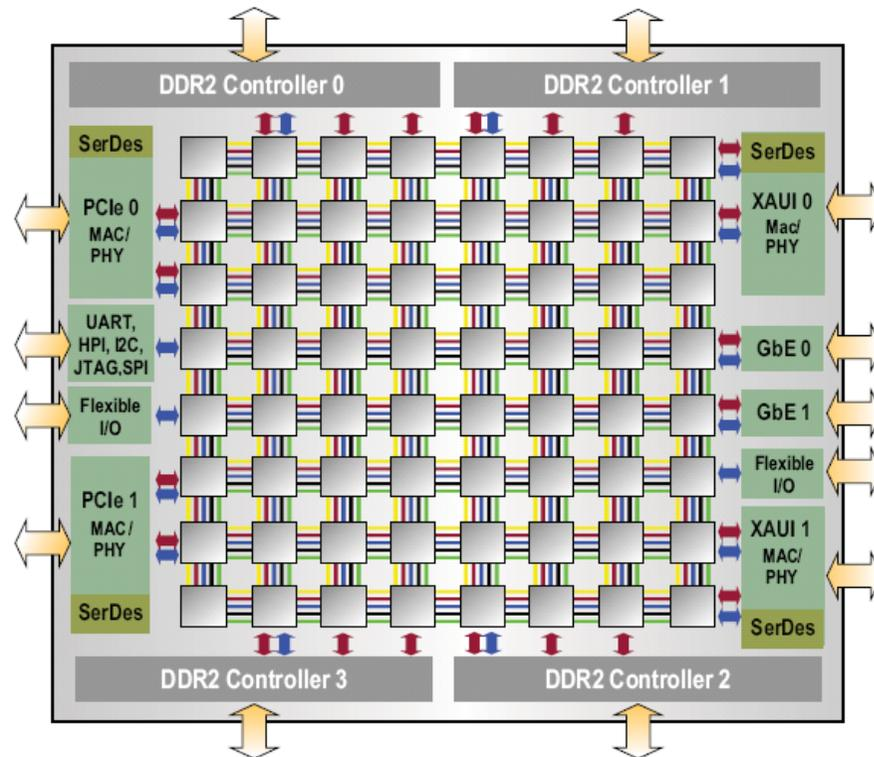 DDR2 Controller 0
DDR2 Controller 1
SerDes
PCIe 0
MAC/
PHY
UART,
HPI, I2C,
JTAG,SPI
Flexible
I/O
PCIe 1
MAC/
PHY
SerDes
SerDes
XAUI 0
Mac/
PHY
GbE 0
GbE 1
Flexible
I/O
XAUI 1
MAC/
PHY
SerDes
DDR2 Controller 3
DDR2 Controller 2